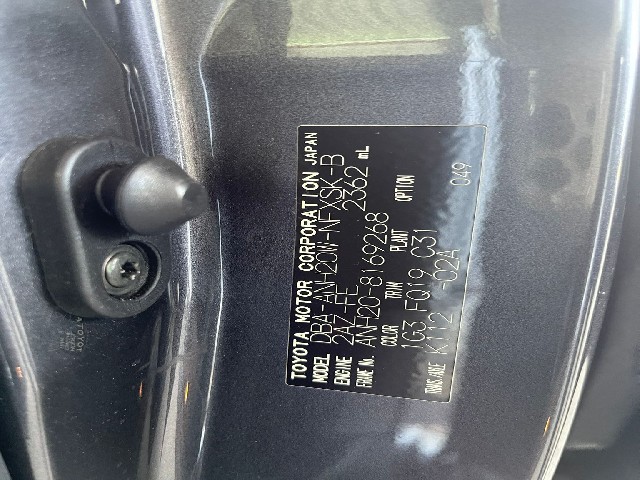 TOYOTA MOTOR CORPORATION JAPAN
MODEL DBA-ANH20W-NFXSK-B
ENGINE 2AZ-FE 2362 mL
FRAME No. ANH20-8169268
COLOR TRIM PLANT OPTION
1G3 FQ19 C31 049
TRANS/AXLE K112 -02A